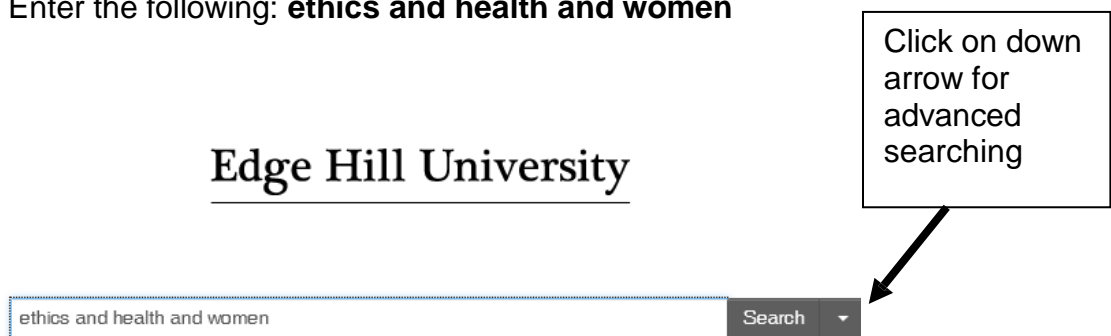 Enter the following: ethics and health and women
Click on down
arrow for
advanced
searching
Edge Hill University
ethics and health and women
Search